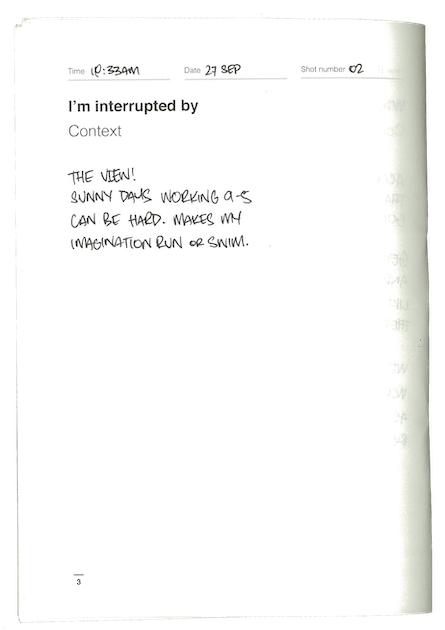 Time 10:33AM Date 27 SEP Shot number 02
I'm interrupted by
Context
THE VIEW!
SUNNY DAYS WORKING 9-5
CAN BE HARD. MAKES MY
IMAGINATION RUN OR SWIM.
3